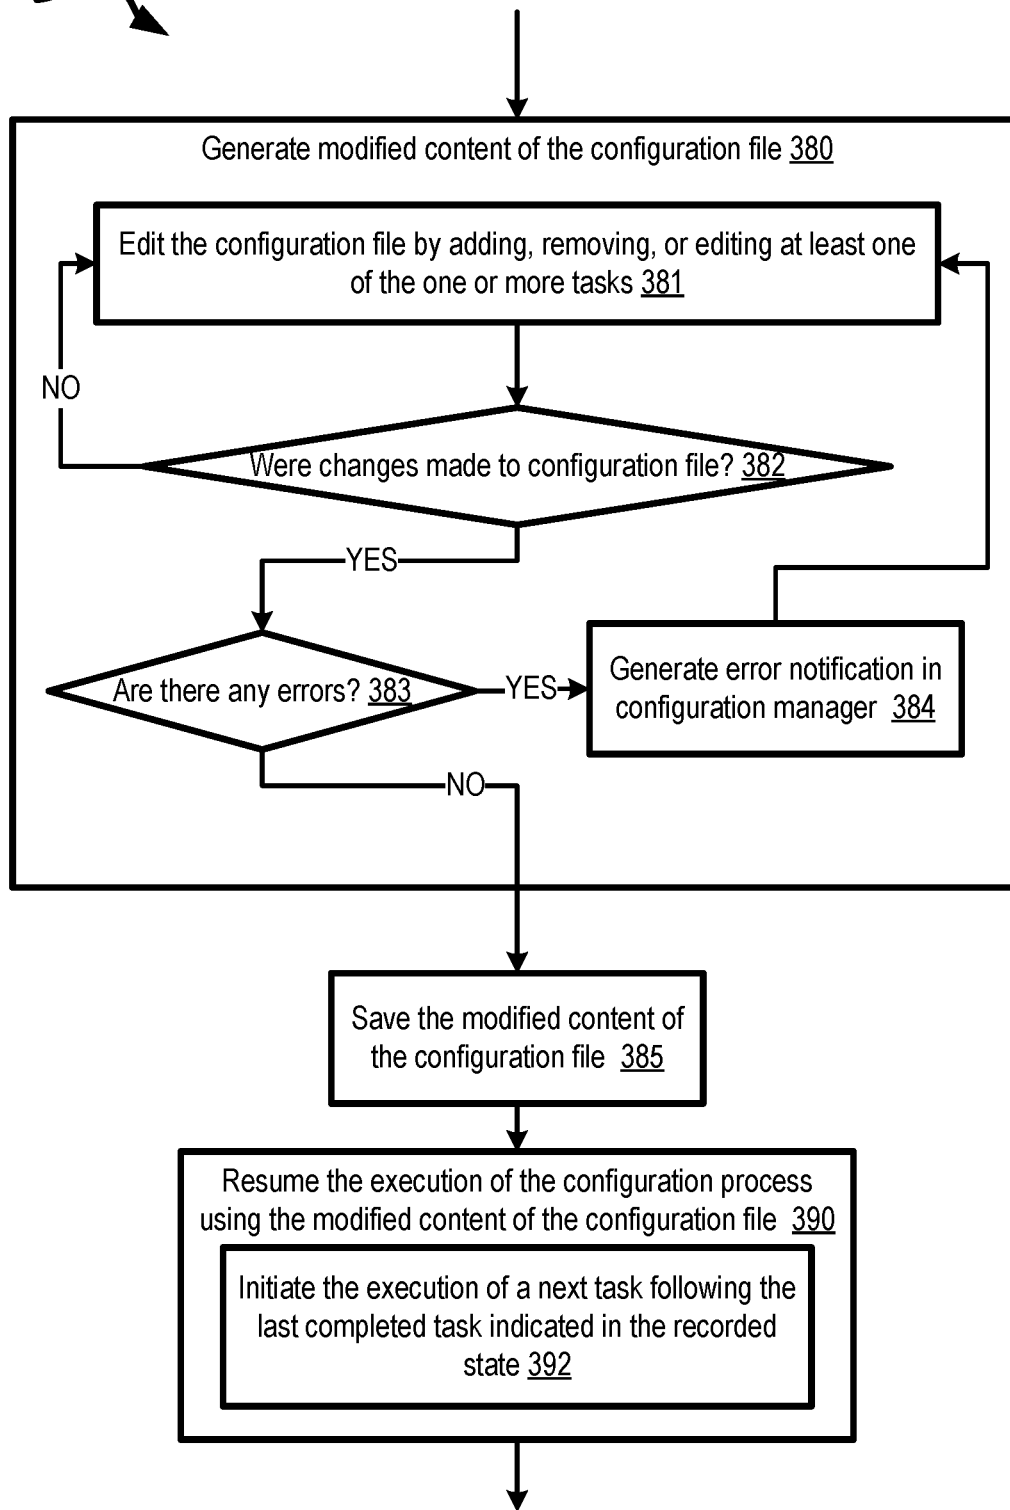 Generate modified content of the configuration file 380
Edit the configuration file by adding, removing, or editing at least one
of the one or more tasks 381
NO
Were changes made to configuration file? 382
YES
Are there any errors? 383
YES
Generate error notification in
configuration manager 384
NO
Save the modified content of
the configuration file 385
Resume the execution of the configuration process
using the modified content of the configuration file 390
Initiate the execution of a next task following the
last completed task indicated in the recorded
state 392